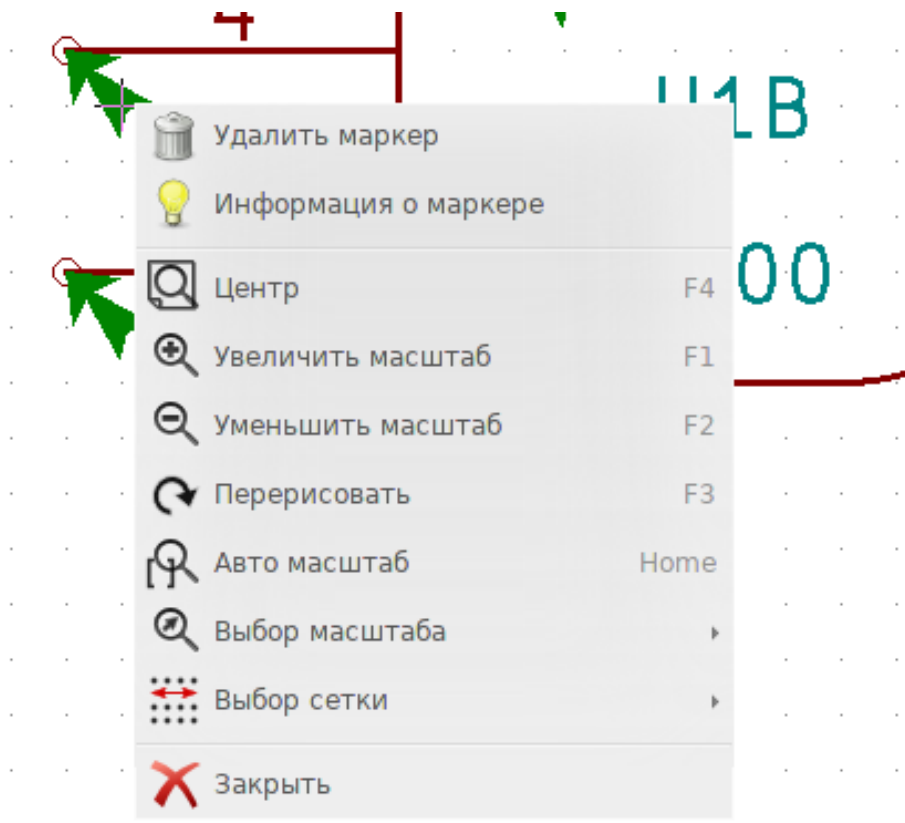 4
U1B
Удалить маркер
Информация о маркере
Центр F4
00
Увеличить масштаб F1
Уменьшить масштаб F2
Перерисовать F3
Авто масштаб Home
Выбор масштаба
Выбор сетки
Закрыть